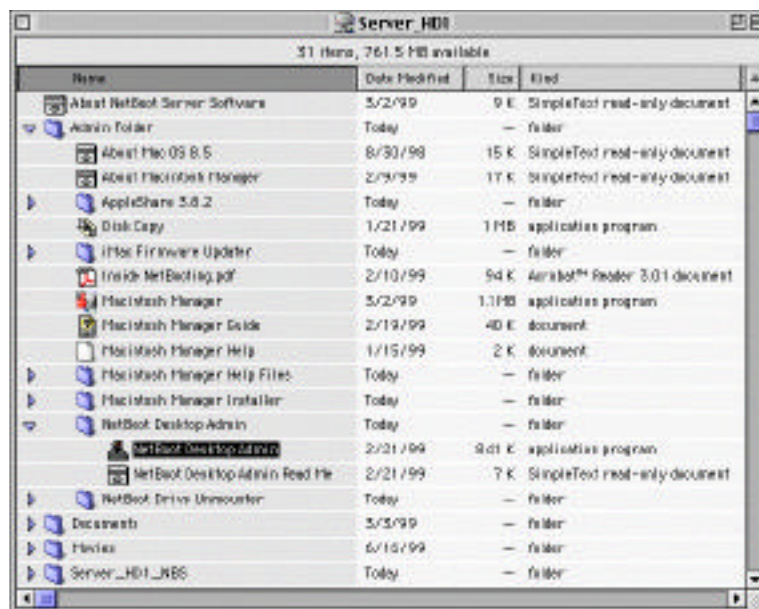 Server_HD1
31 items, 761.5 MB available
Name Date Modified Size Kind
About NetBoot Server Software 3/2/99 9 K SimpleText read-only document
Admin Folder Today — folder
About Mac OS 8.5 8/30/98 15 K SimpleText read-only document
About Macintosh Manager 2/9/99 17 K SimpleText read-only document
AppleShare 3.8.2 Today — folder
Disk Copy 1/21/99 1 MB application program
iMac Firmware Updater Today — folder
Inside NetBooting.pdf 2/10/99 94 K Acrobat™ Reader 3.01 document
Macintosh Manager 3/2/99 1.1 MB application program
Macintosh Manager Guide 2/19/99 40 K document
Macintosh Manager Help 1/15/99 2 K document
Macintosh Manager Help Files Today — folder
Macintosh Manager Installer Today — folder
NetBoot Desktop Admin Today — folder
NetBoot Desktop Admin 2/21/99 841 K application program
NetBoot Desktop Admin Read Me 2/21/99 7 K SimpleText read-only document
NetBoot Drive Unmounter Today — folder
Documents 3/3/99 — folder
Movies 6/16/99 — folder
Server_HD1_NBS Today — folder